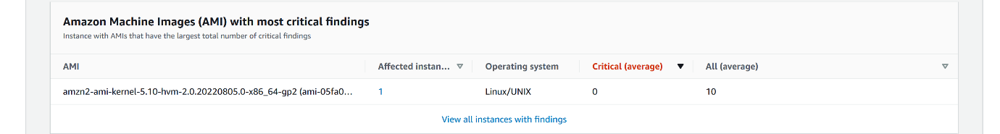 Amazon Machine Images (AMI) with most critical findings
Instance with AMIs that have the largest total number of critical findings
AMI Affected instan... Operating system Critical (average) All (average)
amzn2-ami-kernel-5.10-hvm-2.0.20220805.0-x86_64-gp2 (ami-05fa0... 1 Linux/UNIX 0 10
View all instances with findings